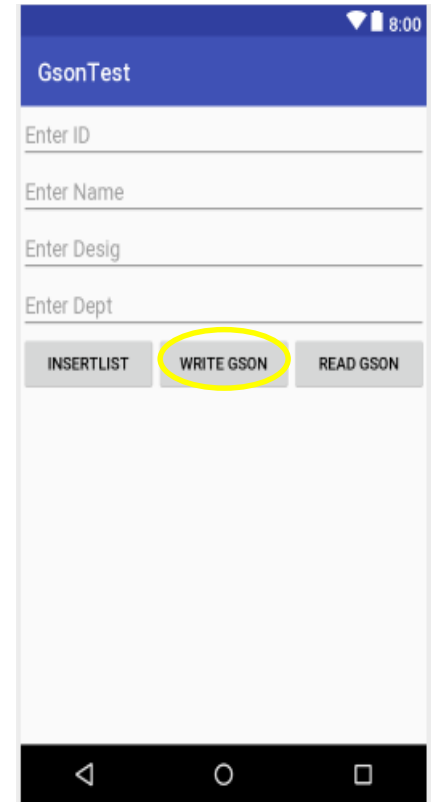 8:00
GsonTest
Enter ID
Enter Name
Enter Desig
Enter Dept
INSERTLIST WRITE GSON READ GSON